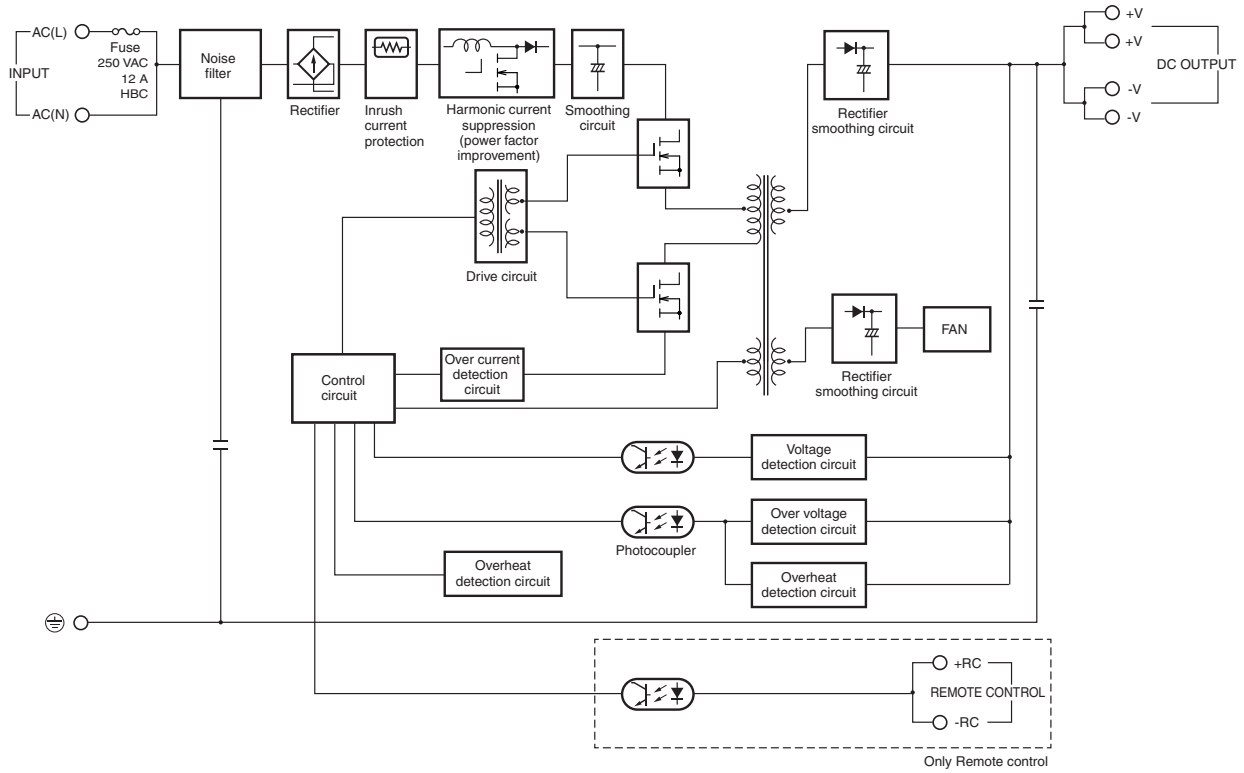 AC(L)
Fuse
250 VAC
12 A
HBC
INPUT
AC(N)
Noise
filter
Rectifier
Inrush
current
protection
Harmonic current
suppression
(power factor
improvement)
Smoothing
circuit
Rectifier
smoothing circuit
+V
+V
DC OUTPUT
-V
-V
Drive circuit
FAN
Rectifier
smoothing circuit
Control
circuit
Over current
detection
circuit
Voltage
detection circuit
Over voltage
detection circuit
Photocoupler
Overheat
detection circuit
Overheat
detection circuit
+RC
REMOTE CONTROL
-RC
Only Remote control